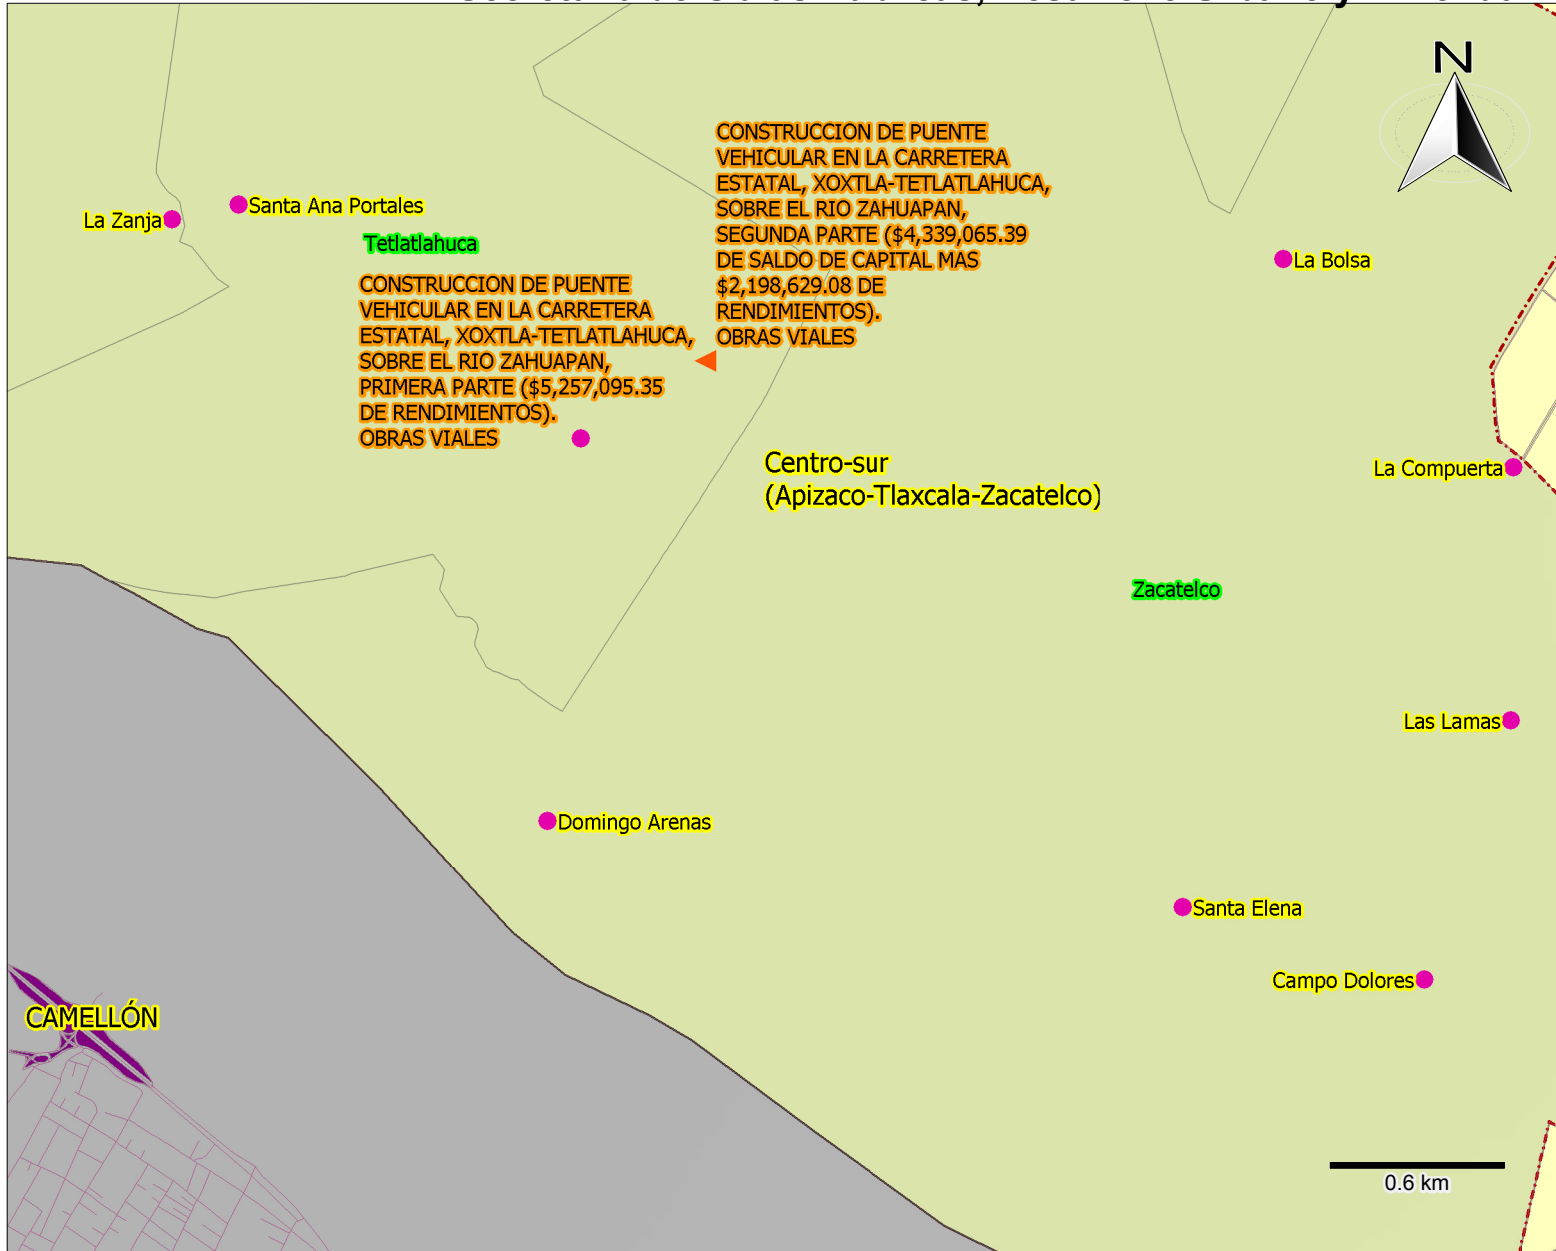 N
CONSTRUCCION DE PUENTE
VEHICULAR EN LA CARRETERA
ESTATAL, XOXTLA-TETLATLAHUCA,
SOBRE EL RIO ZAHUAPAN,
SEGUNDA PARTE ($4,339,065.39
DE SALDO DE CAPITAL MAS
$2,198,629.08 DE
RENDIMIENTOS).
OBRAS VIALES
Santa Ana Portales
La Zanja
Tetlatlahuca
La Bolsa
CONSTRUCCION DE PUENTE
VEHICULAR EN LA CARRETERA
ESTATAL, XOXTLA-TETLATLAHUCA,
SOBRE EL RIO ZAHUAPAN,
PRIMERA PARTE ($5,257,095.35
DE RENDIMIENTOS).
OBRAS VIALES
Centro-sur
(Apizaco-Tlaxcala-Zacatelco)
La Compuerta
Zacatelco
Las Lamas
Domingo Arenas
Santa Elena
Campo Dolores
CAMELLÓN
0.6 km